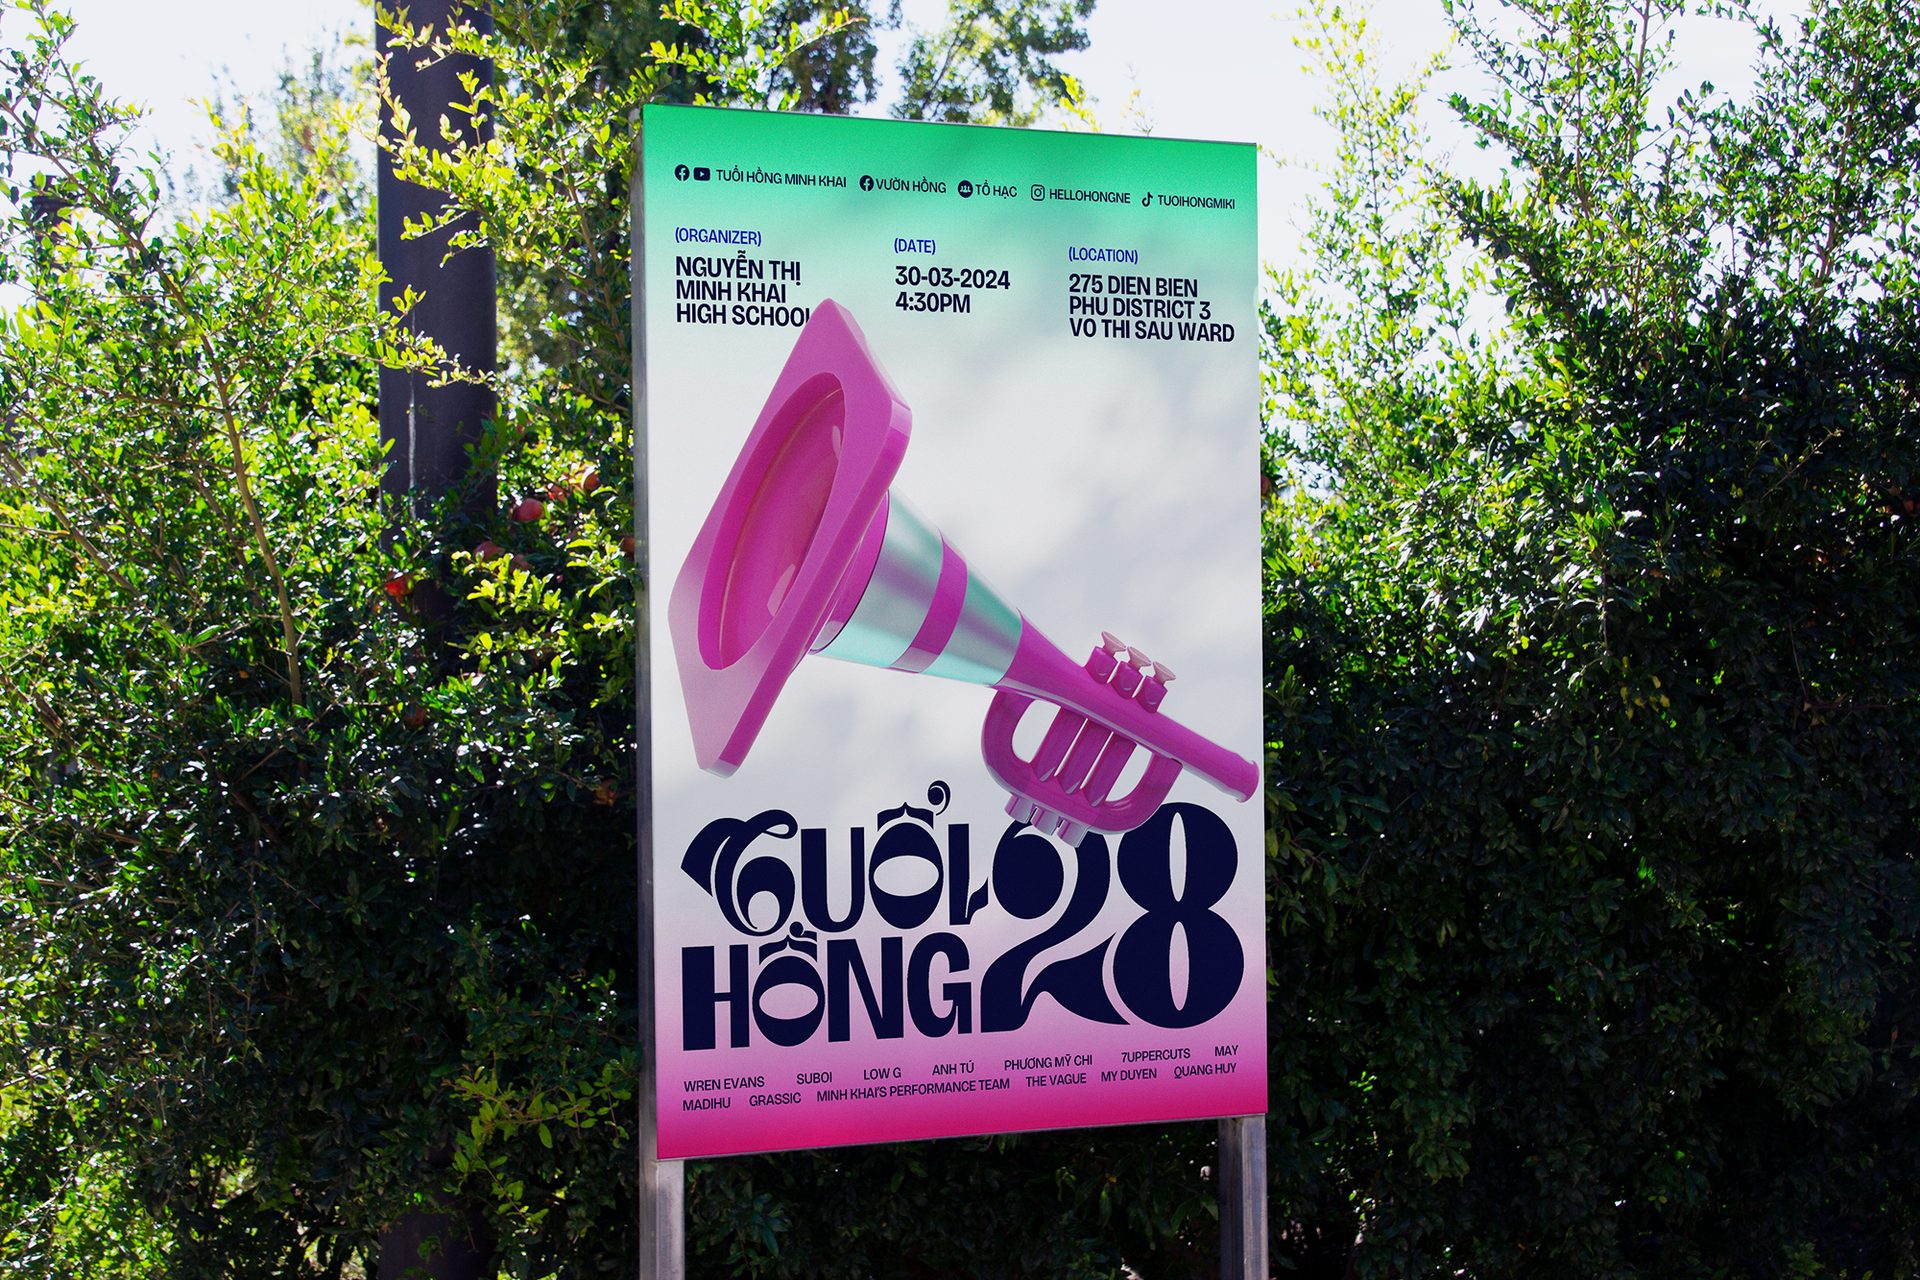 TUỔI HỒNG MINH KHAI VƯỜN HỒNG TỔ HẠC HELLOHONGNE TUOIHONGMIKI
(ORGANIZER)
NGUYỄN THỊ
MINH KHAI
HIGH SCHOOL
(DATE)
30-03-2024
4:30PM
(LOCATION)
275 DIEN BIEN
PHU DISTRICT 3
VO THI SAU WARD
TUỔI 28
HỒNG
WREN EVANS SUBOI LOW G ANH TÚ PHƯƠNG MỸ CHI 7UPPERCUTS MAY
MADIHU GRASSIC MINH KHAI'S PERFORMANCE TEAM THE VAGUE MY DUYEN QUANG HUY